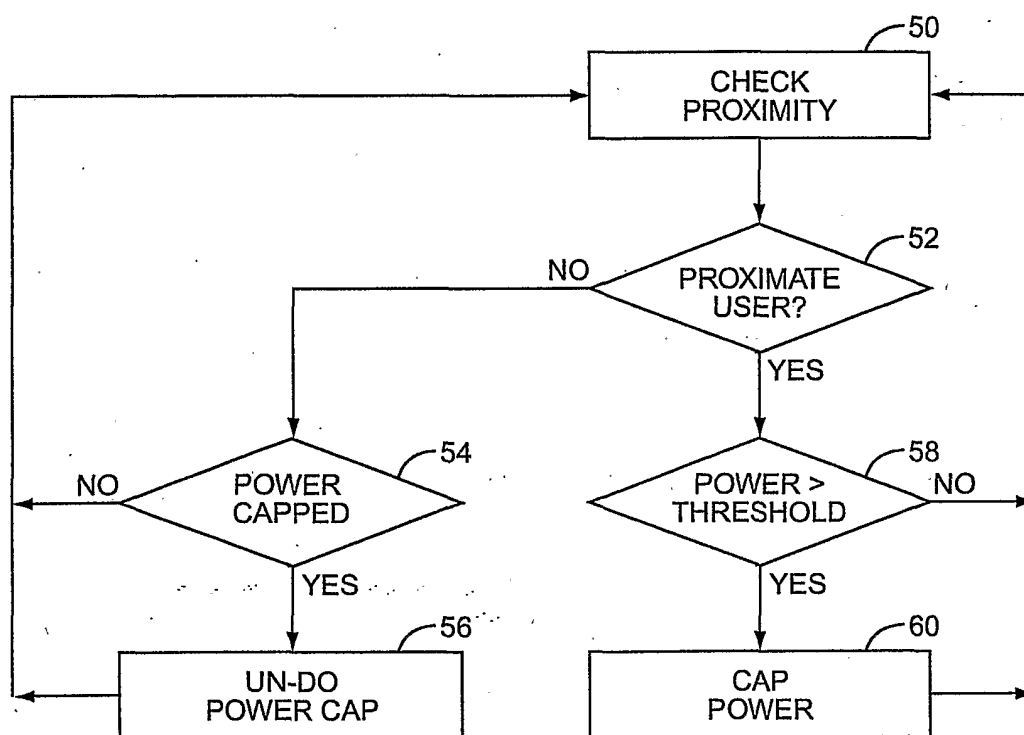 50
CHECK
PROXIMITY
52
NO
PROXIMATE
USER?
YES
54
58
NO
POWER
CAPPED
POWER >
THRESHOLD
NO
YES
YES
56
60
UN-DO
POWER CAP
CAP
POWER